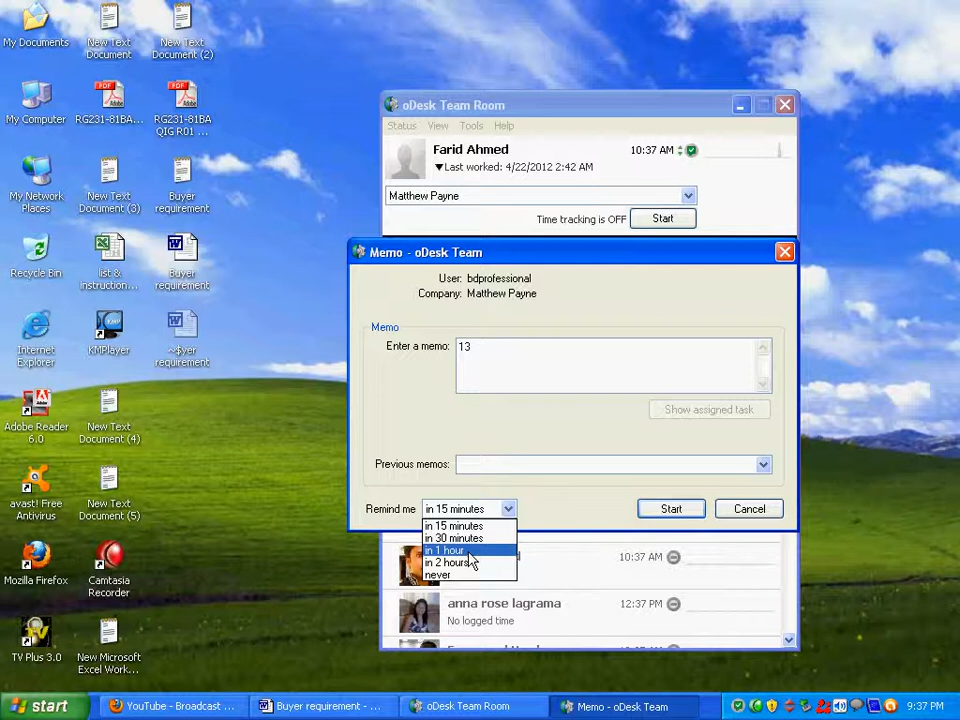 My Documents
New Text
Document
New Text
Document (2)
My Computer
RG231-81BA...
RG231-81BA
QIG R01 ...
My Network
Places
New Text
Document (3)
Buyer
requirement
Recycle Bin
list &
instruction...
Buyer
requirement
Internet
Explorer
KMPlayer
~$yer
requirement
Adobe Reader
6.0
New Text
Document (4)
avast! Free
Antivirus
New Text
Document (5)
Mozilla Firefox
Camtasia
Recorder
TV Plus 3.0
New Microsoft
Excel Work...
oDesk Team Room
Status View Tools Help
Farid Ahmed 10:37 AM
Last worked: 4/22/2012 2:42 AM
Matthew Payne
Time tracking is OFF Start
Memo - oDesk Team
User: bdprofessional
Company: Matthew Payne
Memo
Enter a memo: 13
Show assigned task
Previous memos:
Remind me in 15 minutes Start Cancel
in 15 minutes
in 30 minutes
in 1 hour
in 2 hours
never
10:37 AM
anna rose lagrama 12:37 PM
No logged time
start YouTube - Broadcast ... Buyer requirement - ... oDesk Team Room Memo - oDesk Team 9:37 PM